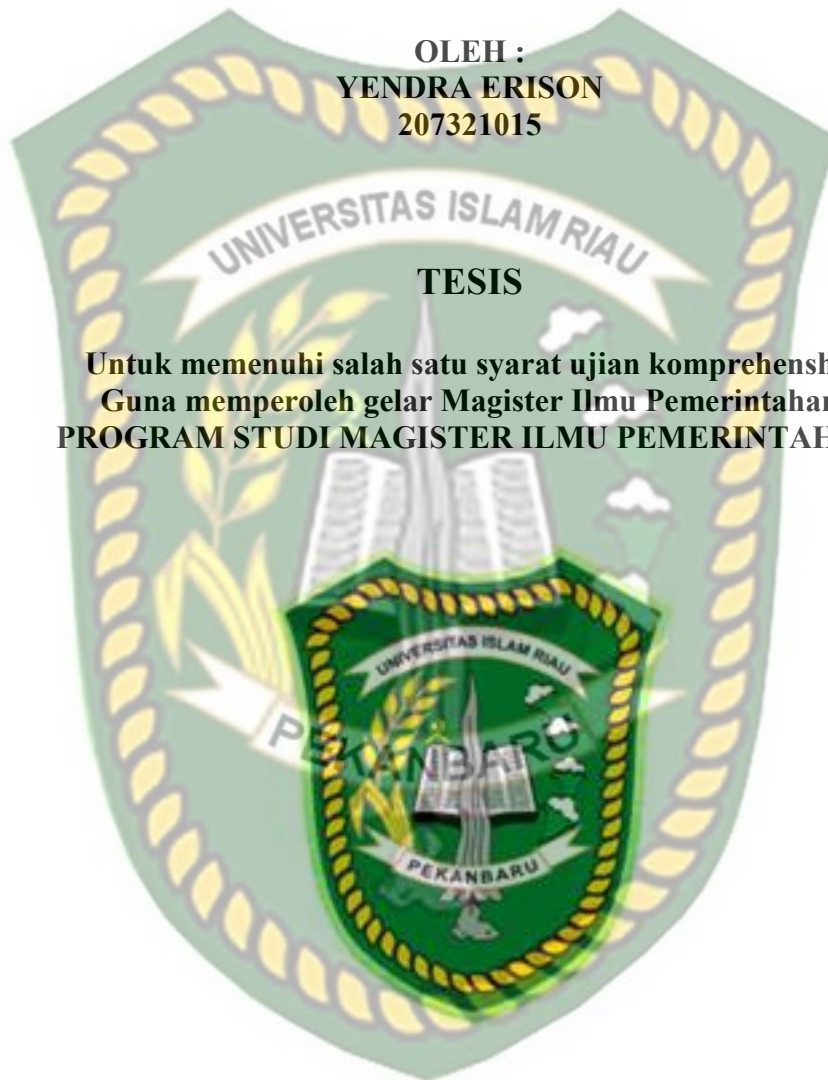 OLEH :
YENDRA ERISON
207321015
UNIVERSITAS ISLAM RIAU
TESIS
Untuk memenuhi salah satu syarat ujian komprehensh
Guna memperoleh gelar Magister Ilmu Pemerintahan
PROGRAM STUDI MAGISTER ILMU PEMERINTAH
UNIVERSITAS ISLAM RIAU
PEKANBARU
PEKANBARU